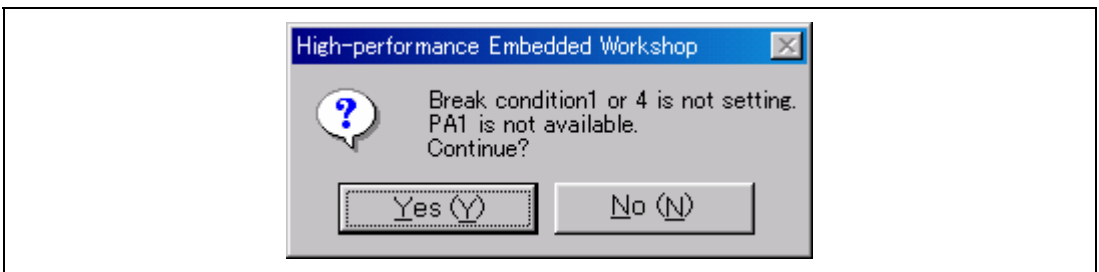 High-performance Embedded Workshop
Break condition1 or 4 is not setting.
PA1 is not available.
Continue?
Yes (Y)
No (N)